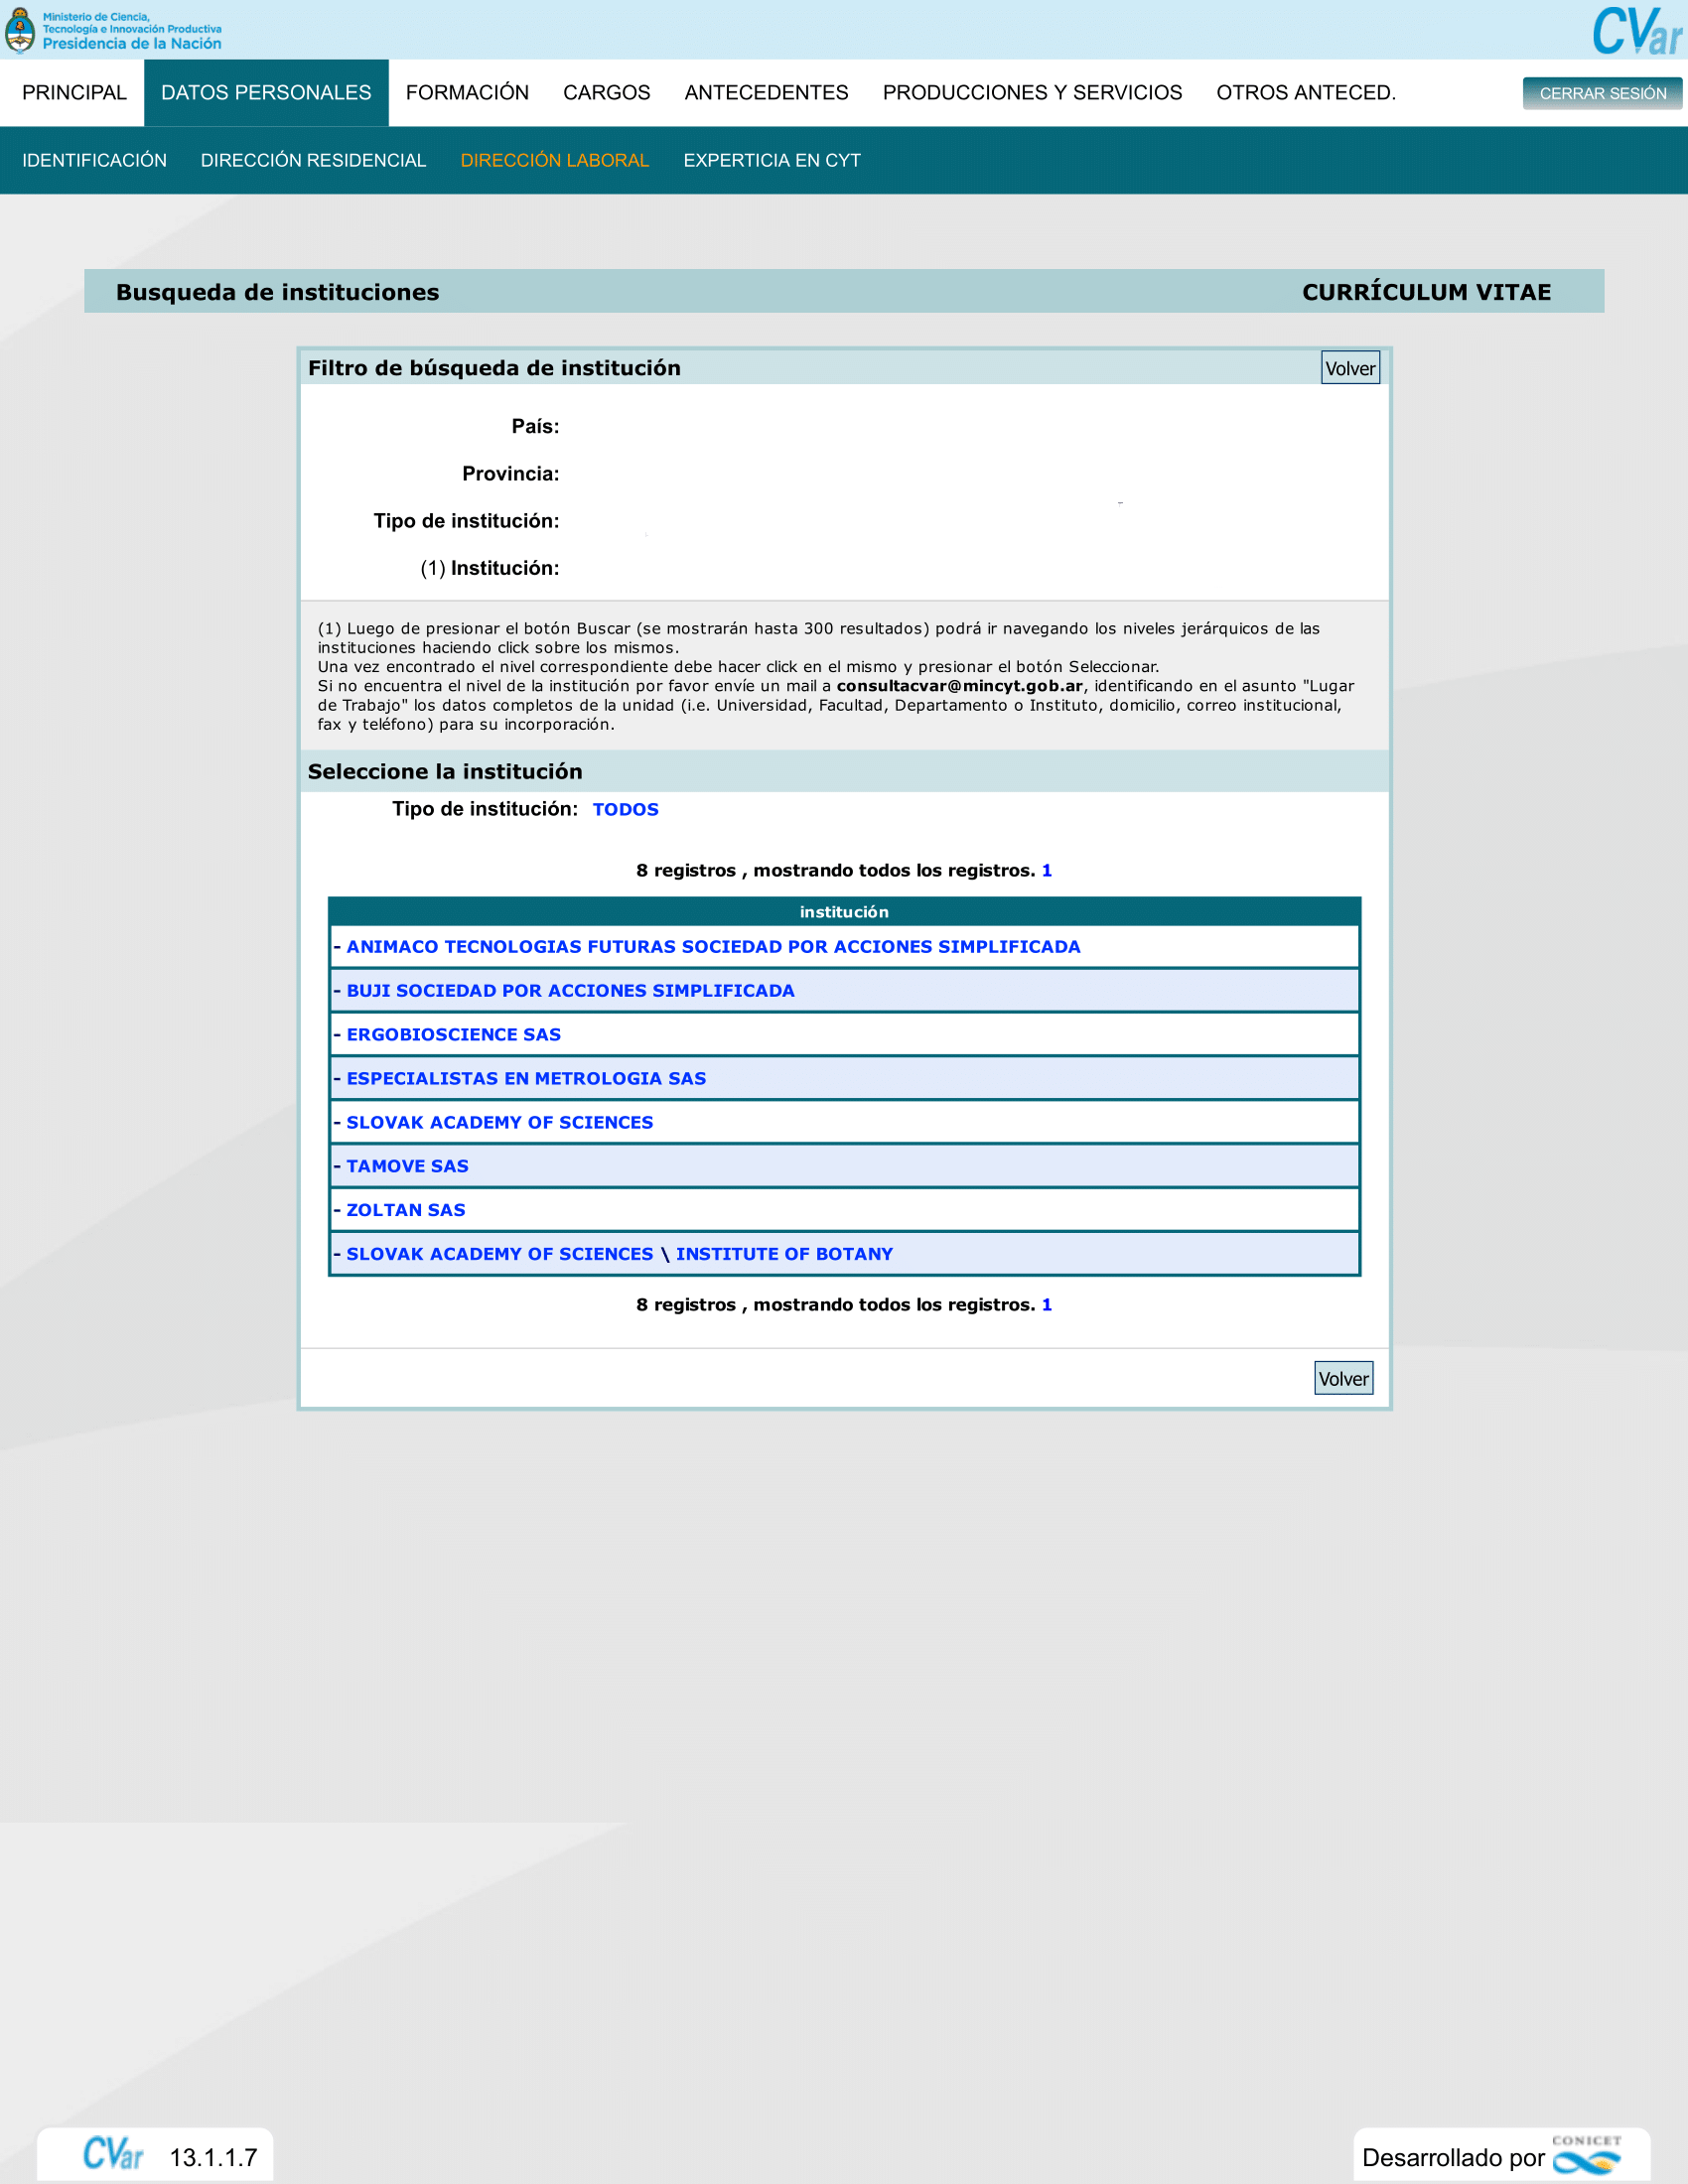 Ministerio de Ciencia,
Tecnología e Innovación Productiva
Presidencia de la Nación
CVar
PRINCIPAL DATOS PERSONALES FORMACIÓN CARGOS ANTECEDENTES PRODUCCIONES Y SERVICIOS OTROS ANTECED. CERRAR SESIÓN
IDENTIFICACIÓN DIRECCIÓN RESIDENCIAL DIRECCIÓN LABORAL EXPERTICIA EN CYT
Busqueda de instituciones CURRÍCULUM VITAE
Filtro de búsqueda de institución Volver
País:
Provincia:
Tipo de institución:
(1) Institución:
(1) Luego de presionar el botón Buscar (se mostrarán hasta 300 resultados) podrá ir navegando los niveles jerárquicos de las
instituciones haciendo click sobre los mismos.
Una vez encontrado el nivel correspondiente debe hacer click en el mismo y presionar el botón Seleccionar.
Si no encuentra el nivel de la institución por favor envíe un mail a consultacvar@mincyt.gob.ar, identificando en el asunto "Lugar
de Trabajo" los datos completos de la unidad (i.e. Universidad, Facultad, Departamento o Instituto, domicilio, correo institucional,
fax y teléfono) para su incorporación.
Seleccione la institución
Tipo de institución: TODOS
8 registros , mostrando todos los registros. 1
institución
- ANIMACO TECNOLOGIAS FUTURAS SOCIEDAD POR ACCIONES SIMPLIFICADA
- BUJI SOCIEDAD POR ACCIONES SIMPLIFICADA
- ERGOBIOSCIENCE SAS
- ESPECIALISTAS EN METROLOGIA SAS
- SLOVAK ACADEMY OF SCIENCES
- TAMOVE SAS
- ZOLTAN SAS
- SLOVAK ACADEMY OF SCIENCES \ INSTITUTE OF BOTANY
8 registros , mostrando todos los registros. 1
Volver
CVar 13.1.1.7
Desarrollado por CONICET